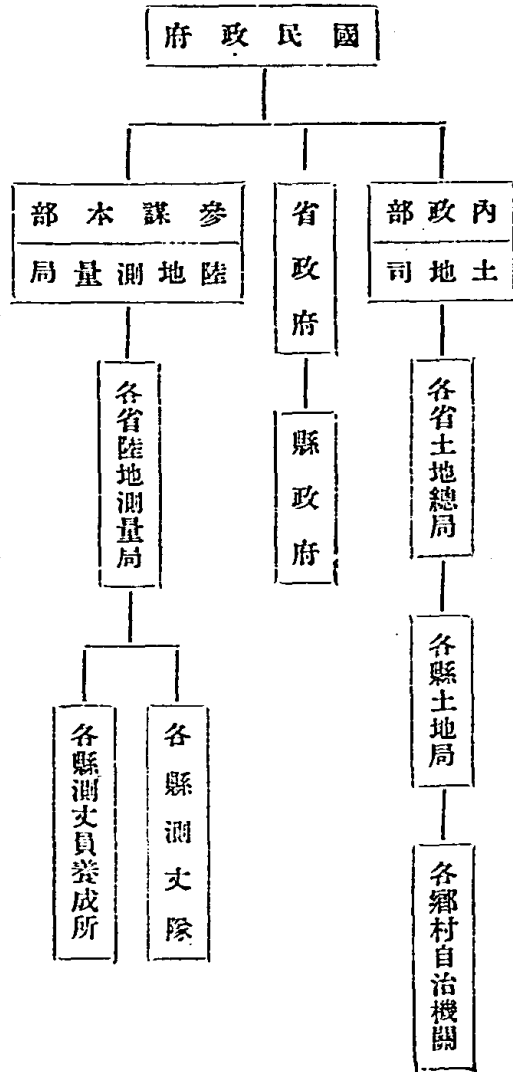 國民政府
內政部
土地司
各省土地總局
各縣土地局
各鄉村自治機關
省政府
縣政府
參謀本部
陸地測量局
各省陸地測量局
各縣測丈隊
各縣測丈員養成所